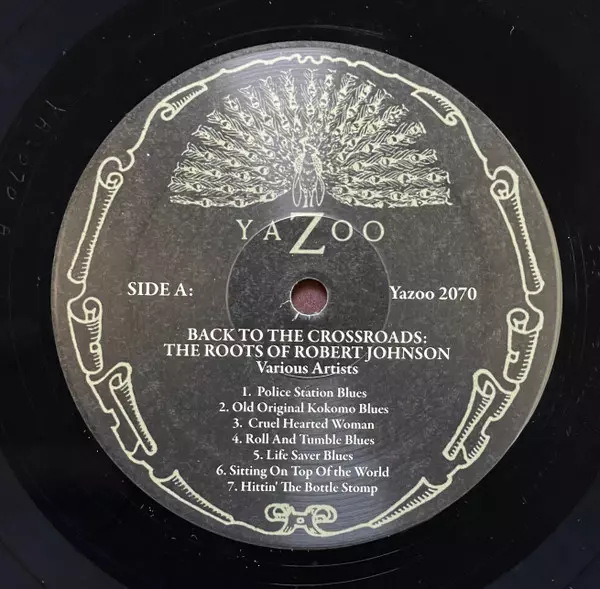 YAZOO
SIDE A:
Yazoo 2070
BACK TO THE CROSSROADS:
THE ROOTS OF ROBERT JOHNSON
Various Artists
1. Police Station Blues
2. Old Original Kokomo Blues
3. Cruel Hearted Woman
4. Roll And Tumble Blues
5. Life Saver Blues
6. Sitting On Top Of the World
7. Hittin' The Bottle Stomp